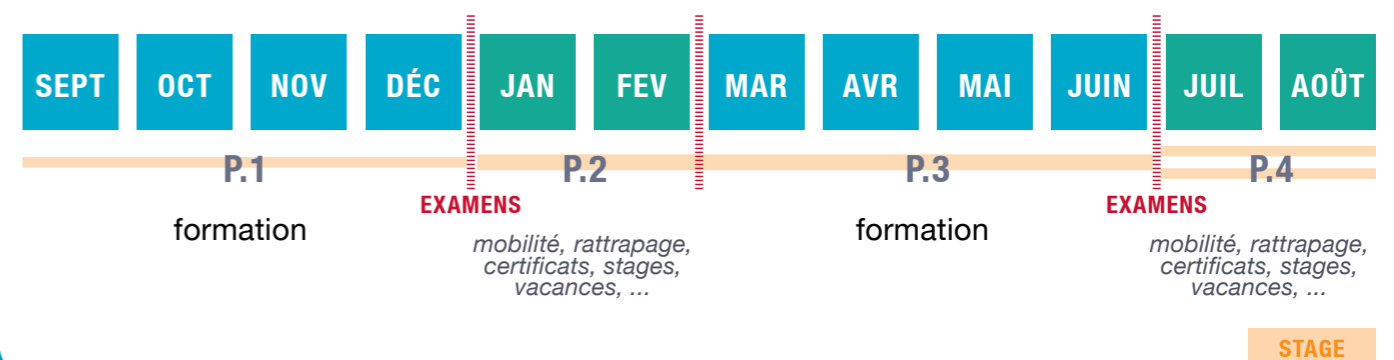 SEPT OCT NOV DÉC JAN FEV MAR AVR MAI JUIN JUIL AOÛT
P.1 P.2 P.3 P.4
EXAMENS EXAMENS
formation formation
mobilité, rattrapage,
certificats, stages,
vacances, ...
mobilité, rattrapage,
certificats, stages,
vacances, ...
STAGE